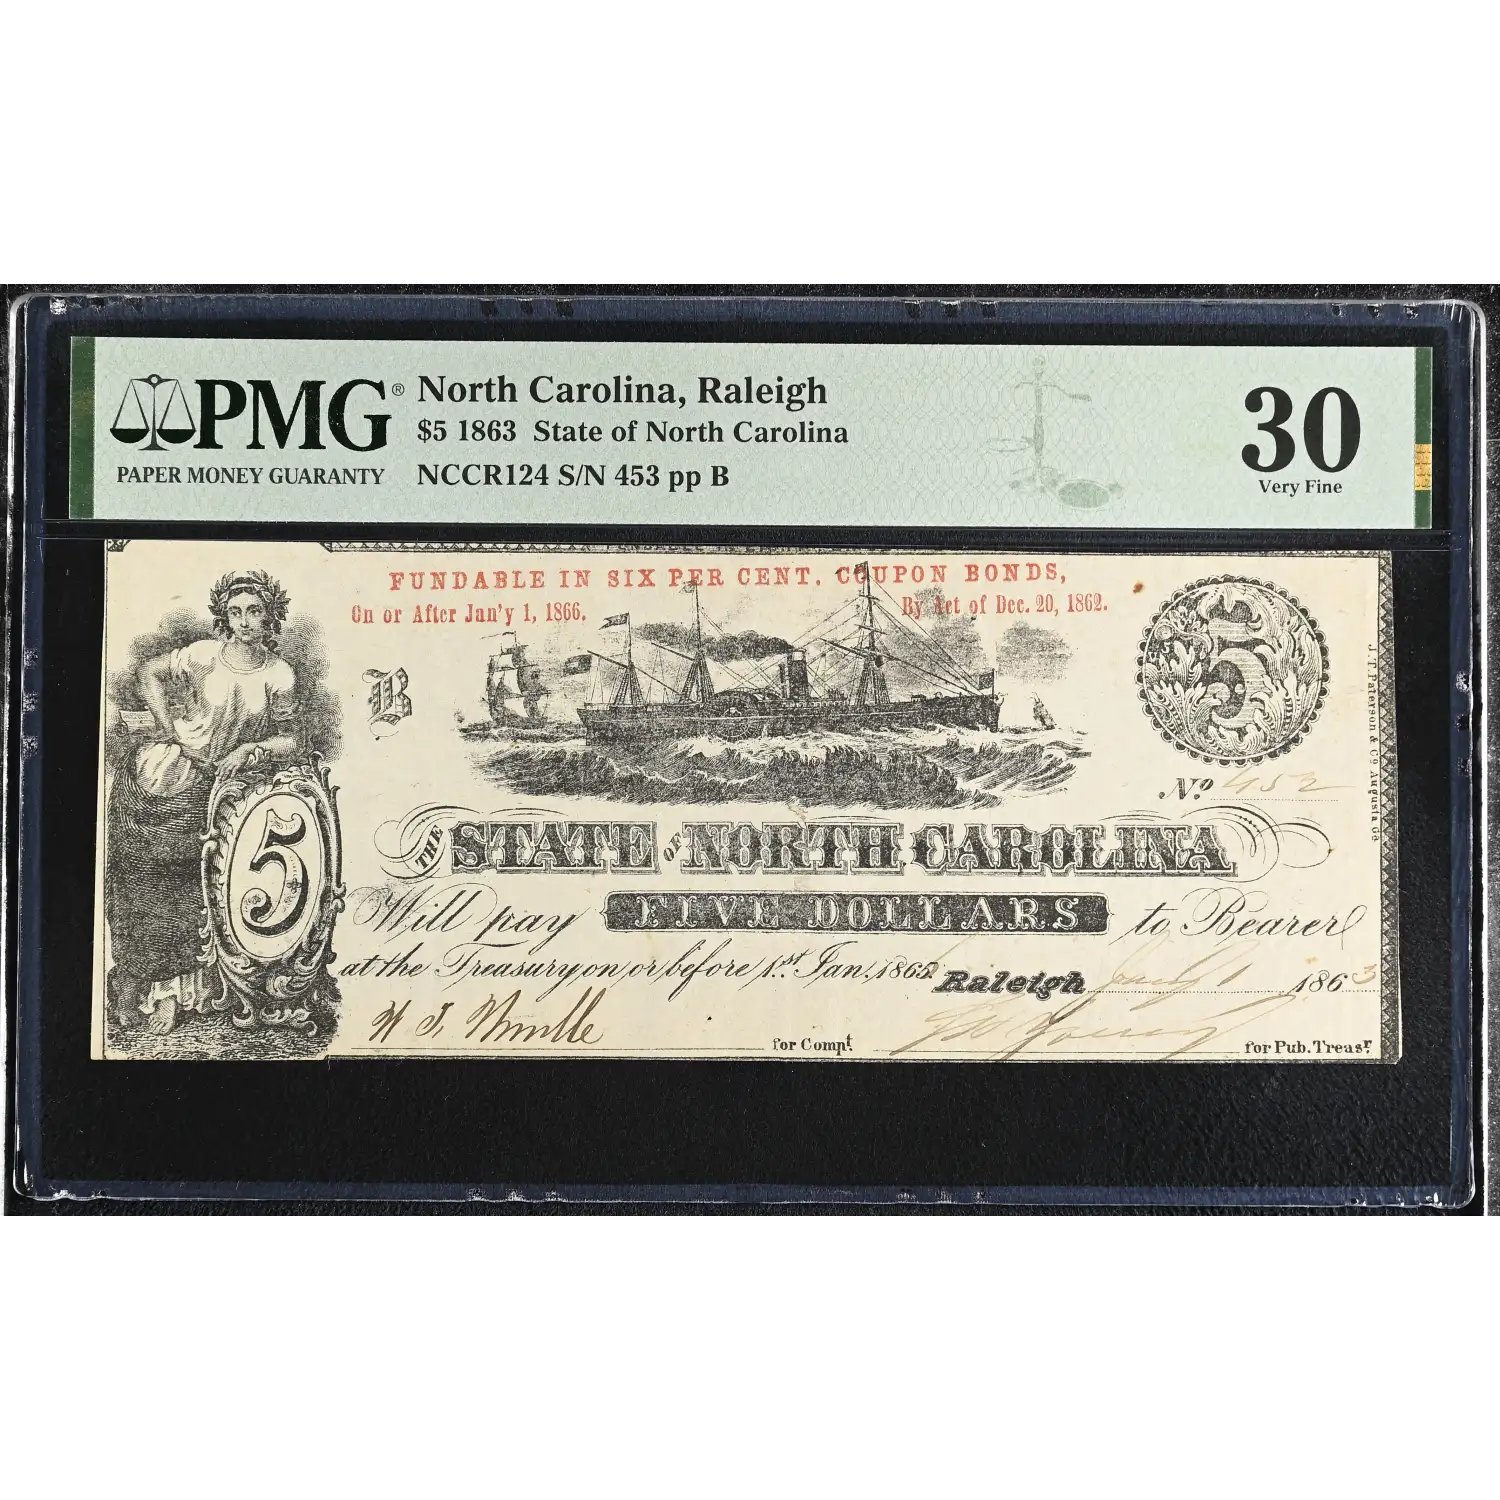 PMG®
PAPER MONEY GUARANTY
North Carolina, Raleigh
$5 1863 State of North Carolina
NCCR124 S/N 453 pp B
30
Very Fine
FUNDABLE IN SIX PER CENT. COUPON BONDS,
On or After Jan'y 1, 1866.
By Act of Dec. 20, 1862.
B
5
No. 453
J.T. Paterson & Co Augusta Ga
THE STATE OF NORTH CAROLINA
5
Will pay FIVE DOLLARS to Bearer
at the Treasury on or before 1st Jan. 1866
Raleigh 1 1863
for Compt.
for Pub. Treasr.